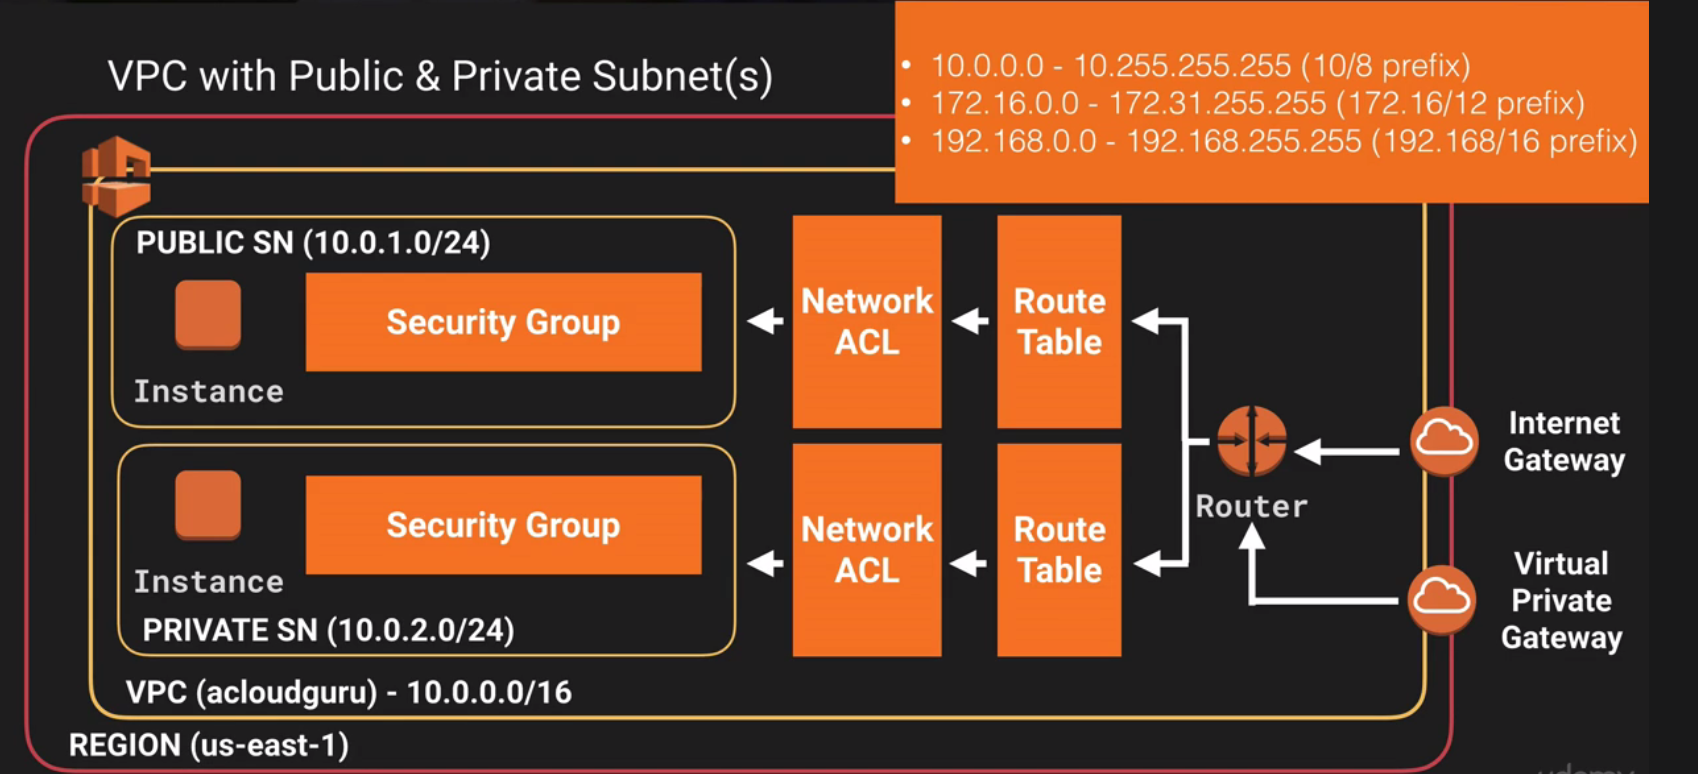 VPC with Public & Private Subnet(s)
• 10.0.0.0 - 10.255.255.255 (10/8 prefix)
• 172.16.0.0 - 172.31.255.255 (172.16/12 prefix)
• 192.168.0.0 - 192.168.255.255 (192.168/16 prefix)
PUBLIC SN (10.0.1.0/24)
Security Group
Instance
Network
ACL
Route
Table
Security Group
Instance
PRIVATE SN (10.0.2.0/24)
Network
ACL
Route
Table
Router
Internet
Gateway
Virtual
Private
Gateway
VPC (acloudguru) - 10.0.0.0/16
REGION (us-east-1)